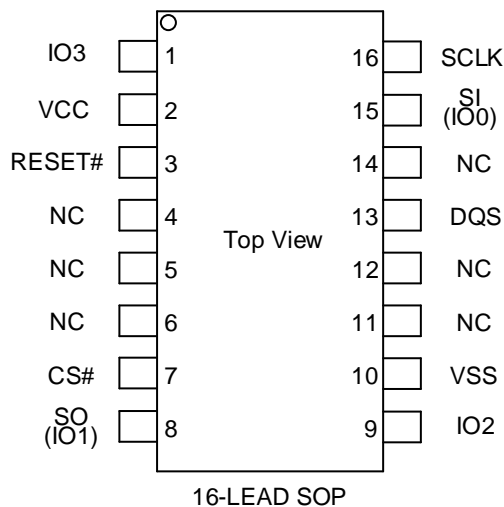 IO3 1 16 SCLK
VCC 2 15 SI
(IO0)
RESET# 3 14 NC
NC 4 13 DQS
Top View
NC 5 12 NC
NC 6 11 NC
CS# 7 10 VSS
SO
(IO1) 8 9 IO2
16-LEAD SOP